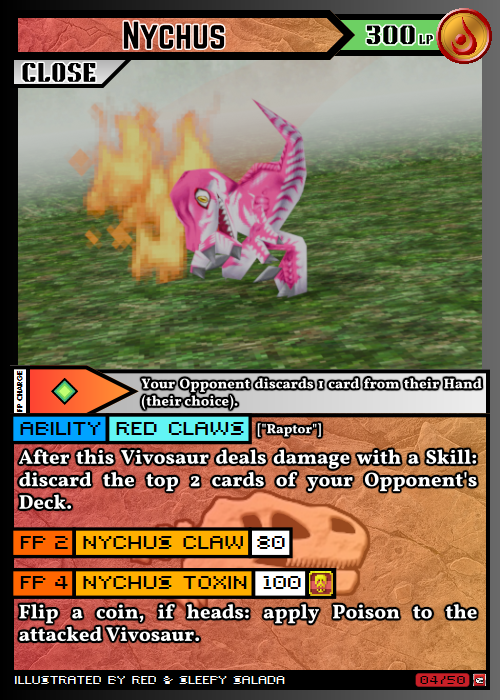 NYCHUS
300 LP
CLOSE
FP CHARGE
Your Opponent discards 1 card from their Hand
(their choice).
ABILITY RED CLAWS ["Raptor"]
After this Vivosaur deals damage with a Skill:
discard the top 2 cards of your Opponent's
Deck.
FP 2 NYCHUS CLAW 80
FP 4 NYCHUS TOXIN 100
Flip a coin, if heads: apply Poison to the
attacked Vivosaur.
ILLUSTRATED BY RED & SLEEPY SALADA
04/50